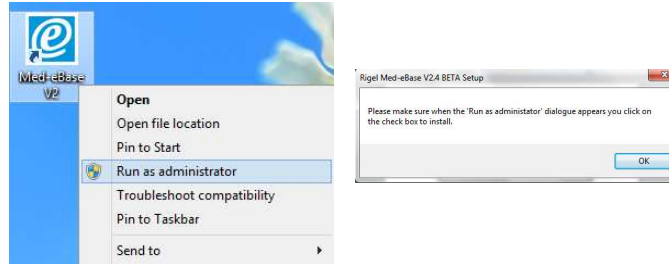 Med-eBase
V2
Open
Open file location
Pin to Start
Run as administrator
Troubleshoot compatibility
Pin to Taskbar
Send to
Rigel Med-eBase V2.4 BETA Setup
Please make sure when the 'Run as administator' dialogue appears you click on
the check box to install.
OK